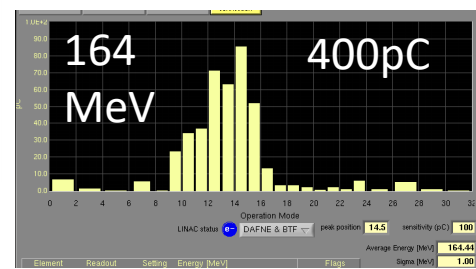 1.0E+2
90.0
80.0
70.0
60.0
50.0
40.0
30.0
20.0
10.0
0.0
pC
164
MeV
400pC
0 2 4 6 8 10 12 14 16 18 20 22 24 26 28 30 32
Operation Mode
LINAC status e- DAFNE & BTF peak position 14.5 sensitivity (pC) 100
Average Energy [MeV] 164.44
Element Readout Setting Energy [MeV] Flags Sigma [MeV] 1.00